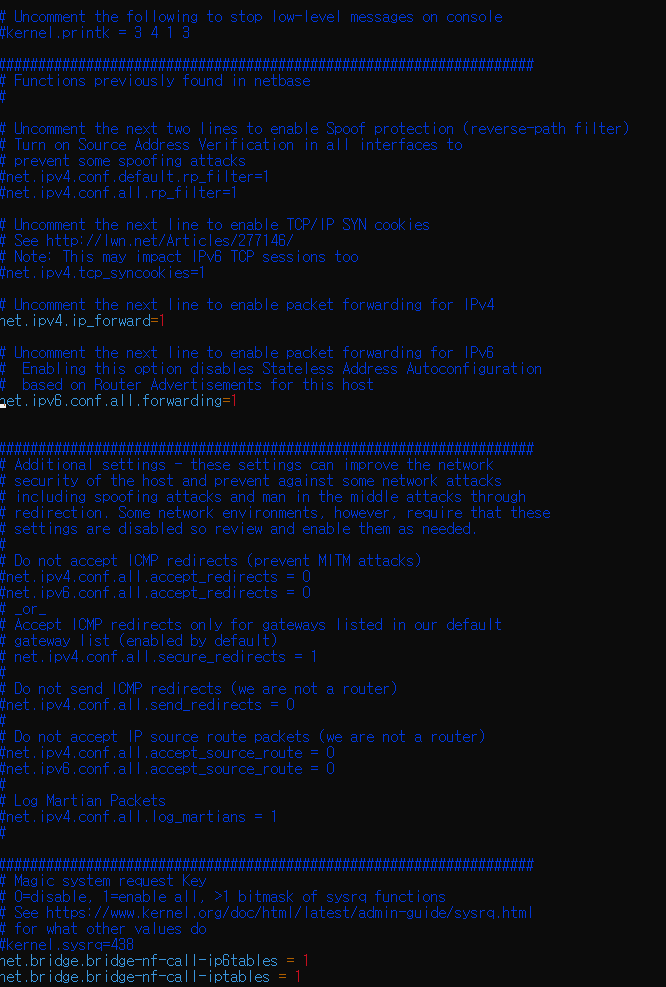 # Uncomment the following to stop low-level messages on console
#kernel.printk = 3 4 1 3
###################################################################
# Functions previously found in netbase
#
# Uncomment the next two lines to enable Spoof protection (reverse-path filter)
# Turn on Source Address Verification in all interfaces to
# prevent some spoofing attacks
#net.ipv4.conf.default.rp_filter=1
#net.ipv4.conf.all.rp_filter=1
# Uncomment the next line to enable TCP/IP SYN cookies
# See http://lwn.net/Articles/277146/
# Note: This may impact IPv6 TCP sessions too
#net.ipv4.tcp_syncookies=1
# Uncomment the next line to enable packet forwarding for IPv4
net.ipv4.ip_forward=1
# Uncomment the next line to enable packet forwarding for IPv6
#  Enabling this option disables Stateless Address Autoconfiguration
#  based on Router Advertisements for this host
net.ipv6.conf.all.forwarding=1
###################################################################
# Additional settings - these settings can improve the network
# security of the host and prevent against some network attacks
# including spoofing attacks and man in the middle attacks through
# redirection. Some network environments, however, require that these
# settings are disabled so review and enable them as needed.
#
# Do not accept ICMP redirects (prevent MITM attacks)
#net.ipv4.conf.all.accept_redirects = 0
#net.ipv6.conf.all.accept_redirects = 0
# _or_
# Accept ICMP redirects only for gateways listed in our default
# gateway list (enabled by default)
# net.ipv4.conf.all.secure_redirects = 1
#
# Do not send ICMP redirects (we are not a router)
#net.ipv4.conf.all.send_redirects = 0
#
# Do not accept IP source route packets (we are not a router)
#net.ipv4.conf.all.accept_source_route = 0
#net.ipv6.conf.all.accept_source_route = 0
#
# Log Martian Packets
#net.ipv4.conf.all.log_martians = 1
#
###################################################################
# Magic system request Key
# 0=disable, 1=enable all, >1 bitmask of sysrq functions
# See https://www.kernel.org/doc/html/latest/admin-guide/sysrq.html
# for what other values do
#kernel.sysrq=438
net.bridge.bridge-nf-call-ip6tables = 1
net.bridge.bridge-nf-call-iptables = 1